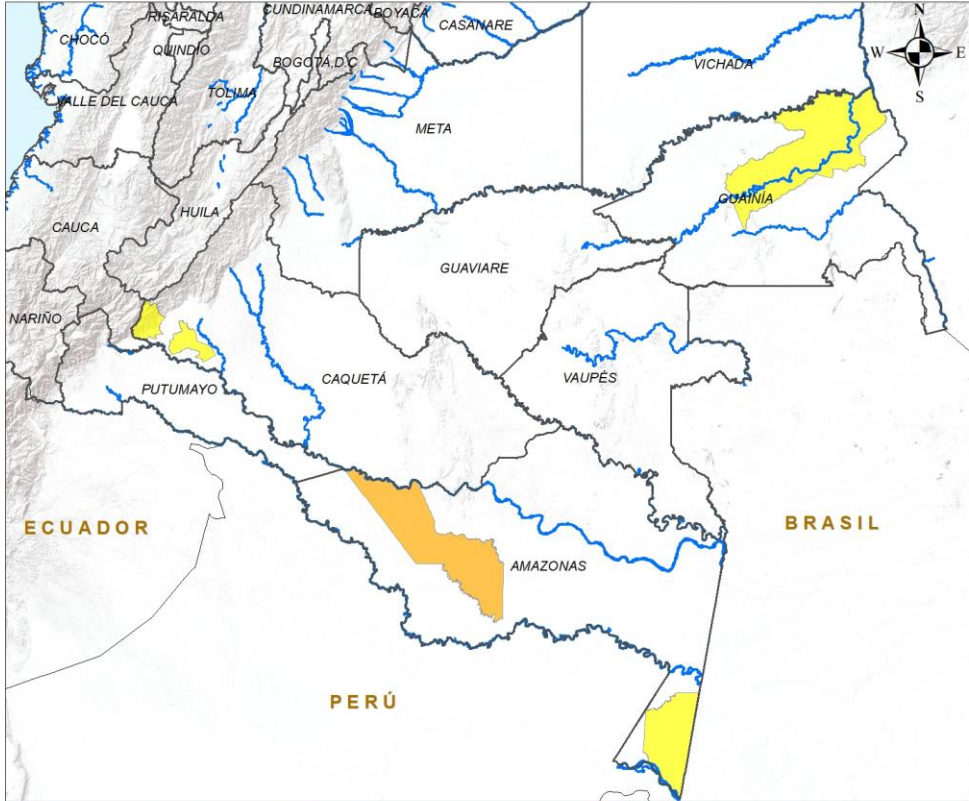 RISARALDA
CUNDINAMARCA
BOYACÁ
CASANARE
N
CHOCÓ
QUINDIO
BOGOTÁ,D.C
VICHADA
W
E
S
TOLIMA
VALLE DEL CAUCA
META
GUAINÍA
HUILA
CAUCA
GUAVIARE
NARIÑO
CAQUETÁ
VAUPÉS
PUTUMAYO
ECUADOR
BRASIL
AMAZONAS
PERÚ